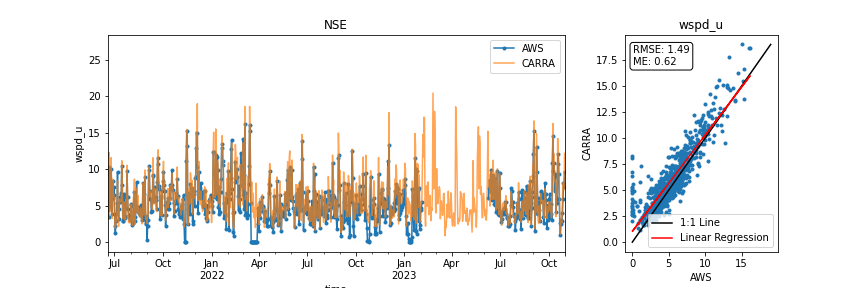 NSE
wspd_u
25
20
15
10
5
0
AWS
CARRA
Jul
Oct
Jan
2022
Apr
Jul
Oct
Jan
2023
Apr
Jul
Oct
time
wspd_u
CARRA
17.5
15.0
12.5
10.0
7.5
5.0
2.5
0.0
RMSE: 1.49
ME: 0.62
1:1 Line
Linear Regression
0
5
10
15
AWS